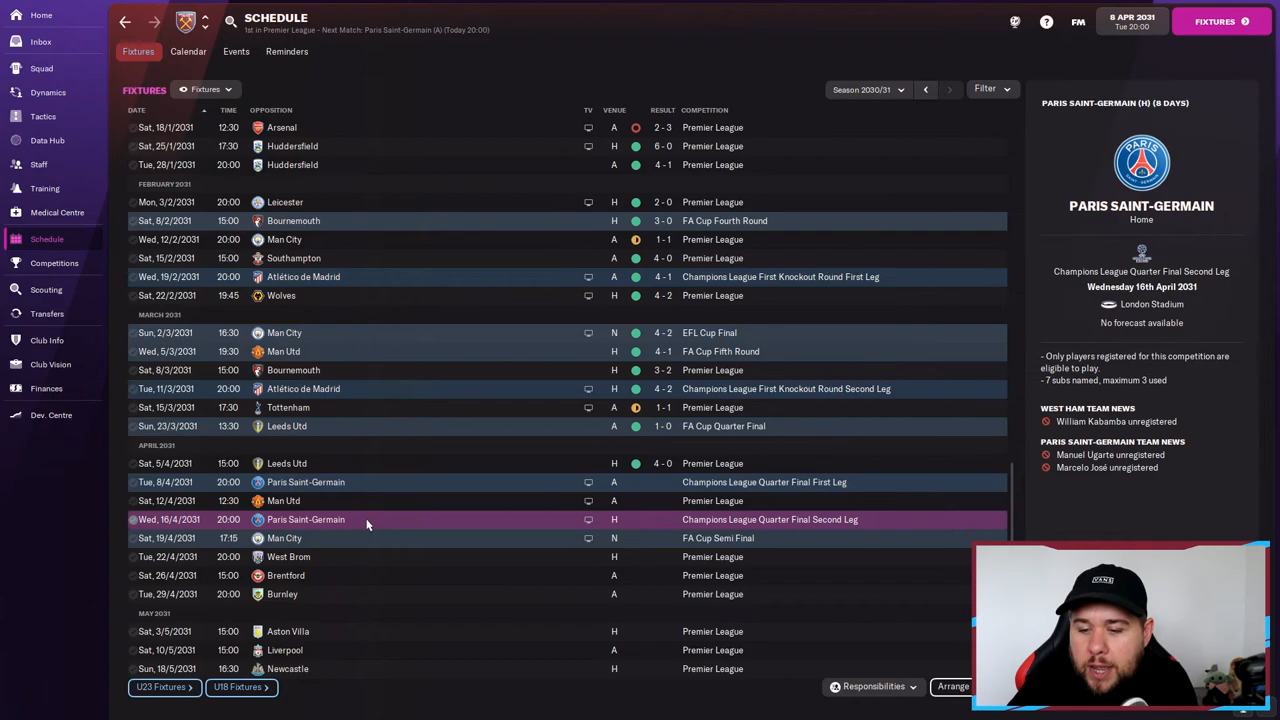 Home
Inbox
Squad
Dynamics
Tactics
Data Hub
Staff
Training
Medical Centre
Schedule
Competitions
Scouting
Transfers
Club Info
Club Vision
Finances
Dev. Centre
SCHEDULE
1st in Premier League - Next Match: Paris Saint-Germain (A) (Today 20:00)
? FM
8 APR 2031
Tue 20:00
FIXTURES
Fixtures Calendar Events Reminders
FIXTURES Fixtures Season 2030/31 Filter
DATE TIME OPPOSITION TV VENUE RESULT COMPETITION
Sat, 18/1/2031 12:30 Arsenal A 2 - 3 Premier League
Sat, 25/1/2031 17:30 Huddersfield H 6 - 0 Premier League
Tue, 28/1/2031 20:00 Huddersfield A 4 - 1 Premier League
FEBRUARY 2031
Mon, 3/2/2031 20:00 Leicester H 2 - 0 Premier League
Sat, 8/2/2031 15:00 Bournemouth H 3 - 0 FA Cup Fourth Round
Wed, 12/2/2031 20:00 Man City A 1 - 1 Premier League
Sat, 15/2/2031 15:00 Southampton A 4 - 0 Premier League
Wed, 19/2/2031 20:00 Atlético de Madrid A 4 - 1 Champions League First Knockout Round First Leg
Sat, 22/2/2031 19:45 Wolves H 4 - 2 Premier League
MARCH 2031
Sun, 2/3/2031 16:30 Man City N 4 - 2 EFL Cup Final
Wed, 5/3/2031 19:30 Man Utd H 4 - 1 FA Cup Fifth Round
Sat, 8/3/2031 15:00 Bournemouth H 3 - 2 Premier League
Tue, 11/3/2031 20:00 Atlético de Madrid H 4 - 2 Champions League First Knockout Round Second Leg
Sat, 15/3/2031 17:30 Tottenham A 1 - 1 Premier League
Sun, 23/3/2031 13:30 Leeds Utd A 1 - 0 FA Cup Quarter Final
APRIL 2031
Sat, 5/4/2031 15:00 Leeds Utd H 4 - 0 Premier League
Tue, 8/4/2031 20:00 Paris Saint-Germain A Champions League Quarter Final First Leg
Sat, 12/4/2031 12:30 Man Utd A Premier League
Wed, 16/4/2031 20:00 Paris Saint-Germain H Champions League Quarter Final Second Leg
Sat, 19/4/2031 17:15 Man City N FA Cup Semi Final
Tue, 22/4/2031 20:00 West Brom H Premier League
Sat, 26/4/2031 15:00 Brentford A Premier League
Tue, 29/4/2031 20:00 Burnley A Premier League
MAY 2031
Sat, 3/5/2031 15:00 Aston Villa H Premier League
Sat, 10/5/2031 15:00 Liverpool A Premier League
Sun, 18/5/2031 16:30 Newcastle H Premier League
U23 Fixtures U18 Fixtures Responsibilities Arrange
PARIS SAINT-GERMAIN (H) (8 DAYS)
PARIS
SAINT-GERMAIN
PARIS SAINT-GERMAIN
Home
Champions League Quarter Final Second Leg
Wednesday 16th April 2031
London Stadium
No forecast available
- Only players registered for this competition are
eligible to play.
- 7 subs named, maximum 3 used
WEST HAM TEAM NEWS
William Kabamba unregistered
PARIS SAINT-GERMAIN TEAM NEWS
Manuel Ugarte unregistered
Marcelo José unregistered
VANS